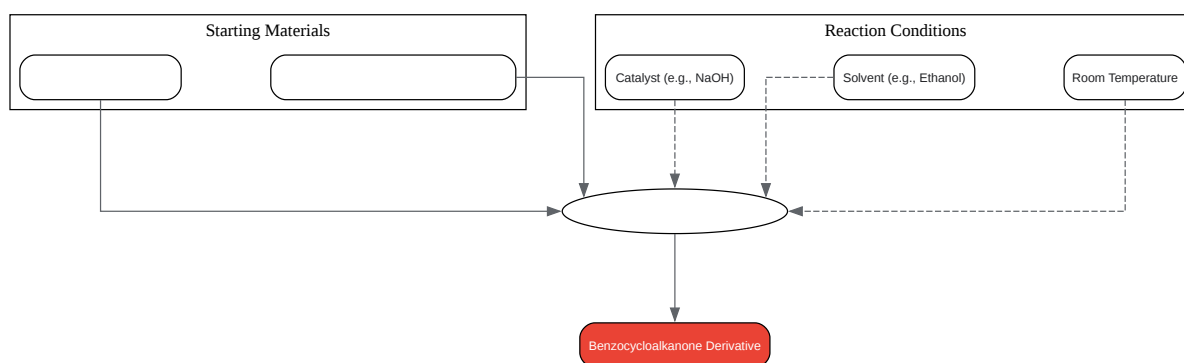 Starting Materials
Reaction Conditions
Catalyst (e.g., NaOH)
Solvent (e.g., Ethanol)
Room Temperature
Benzocycloalkanone Derivative